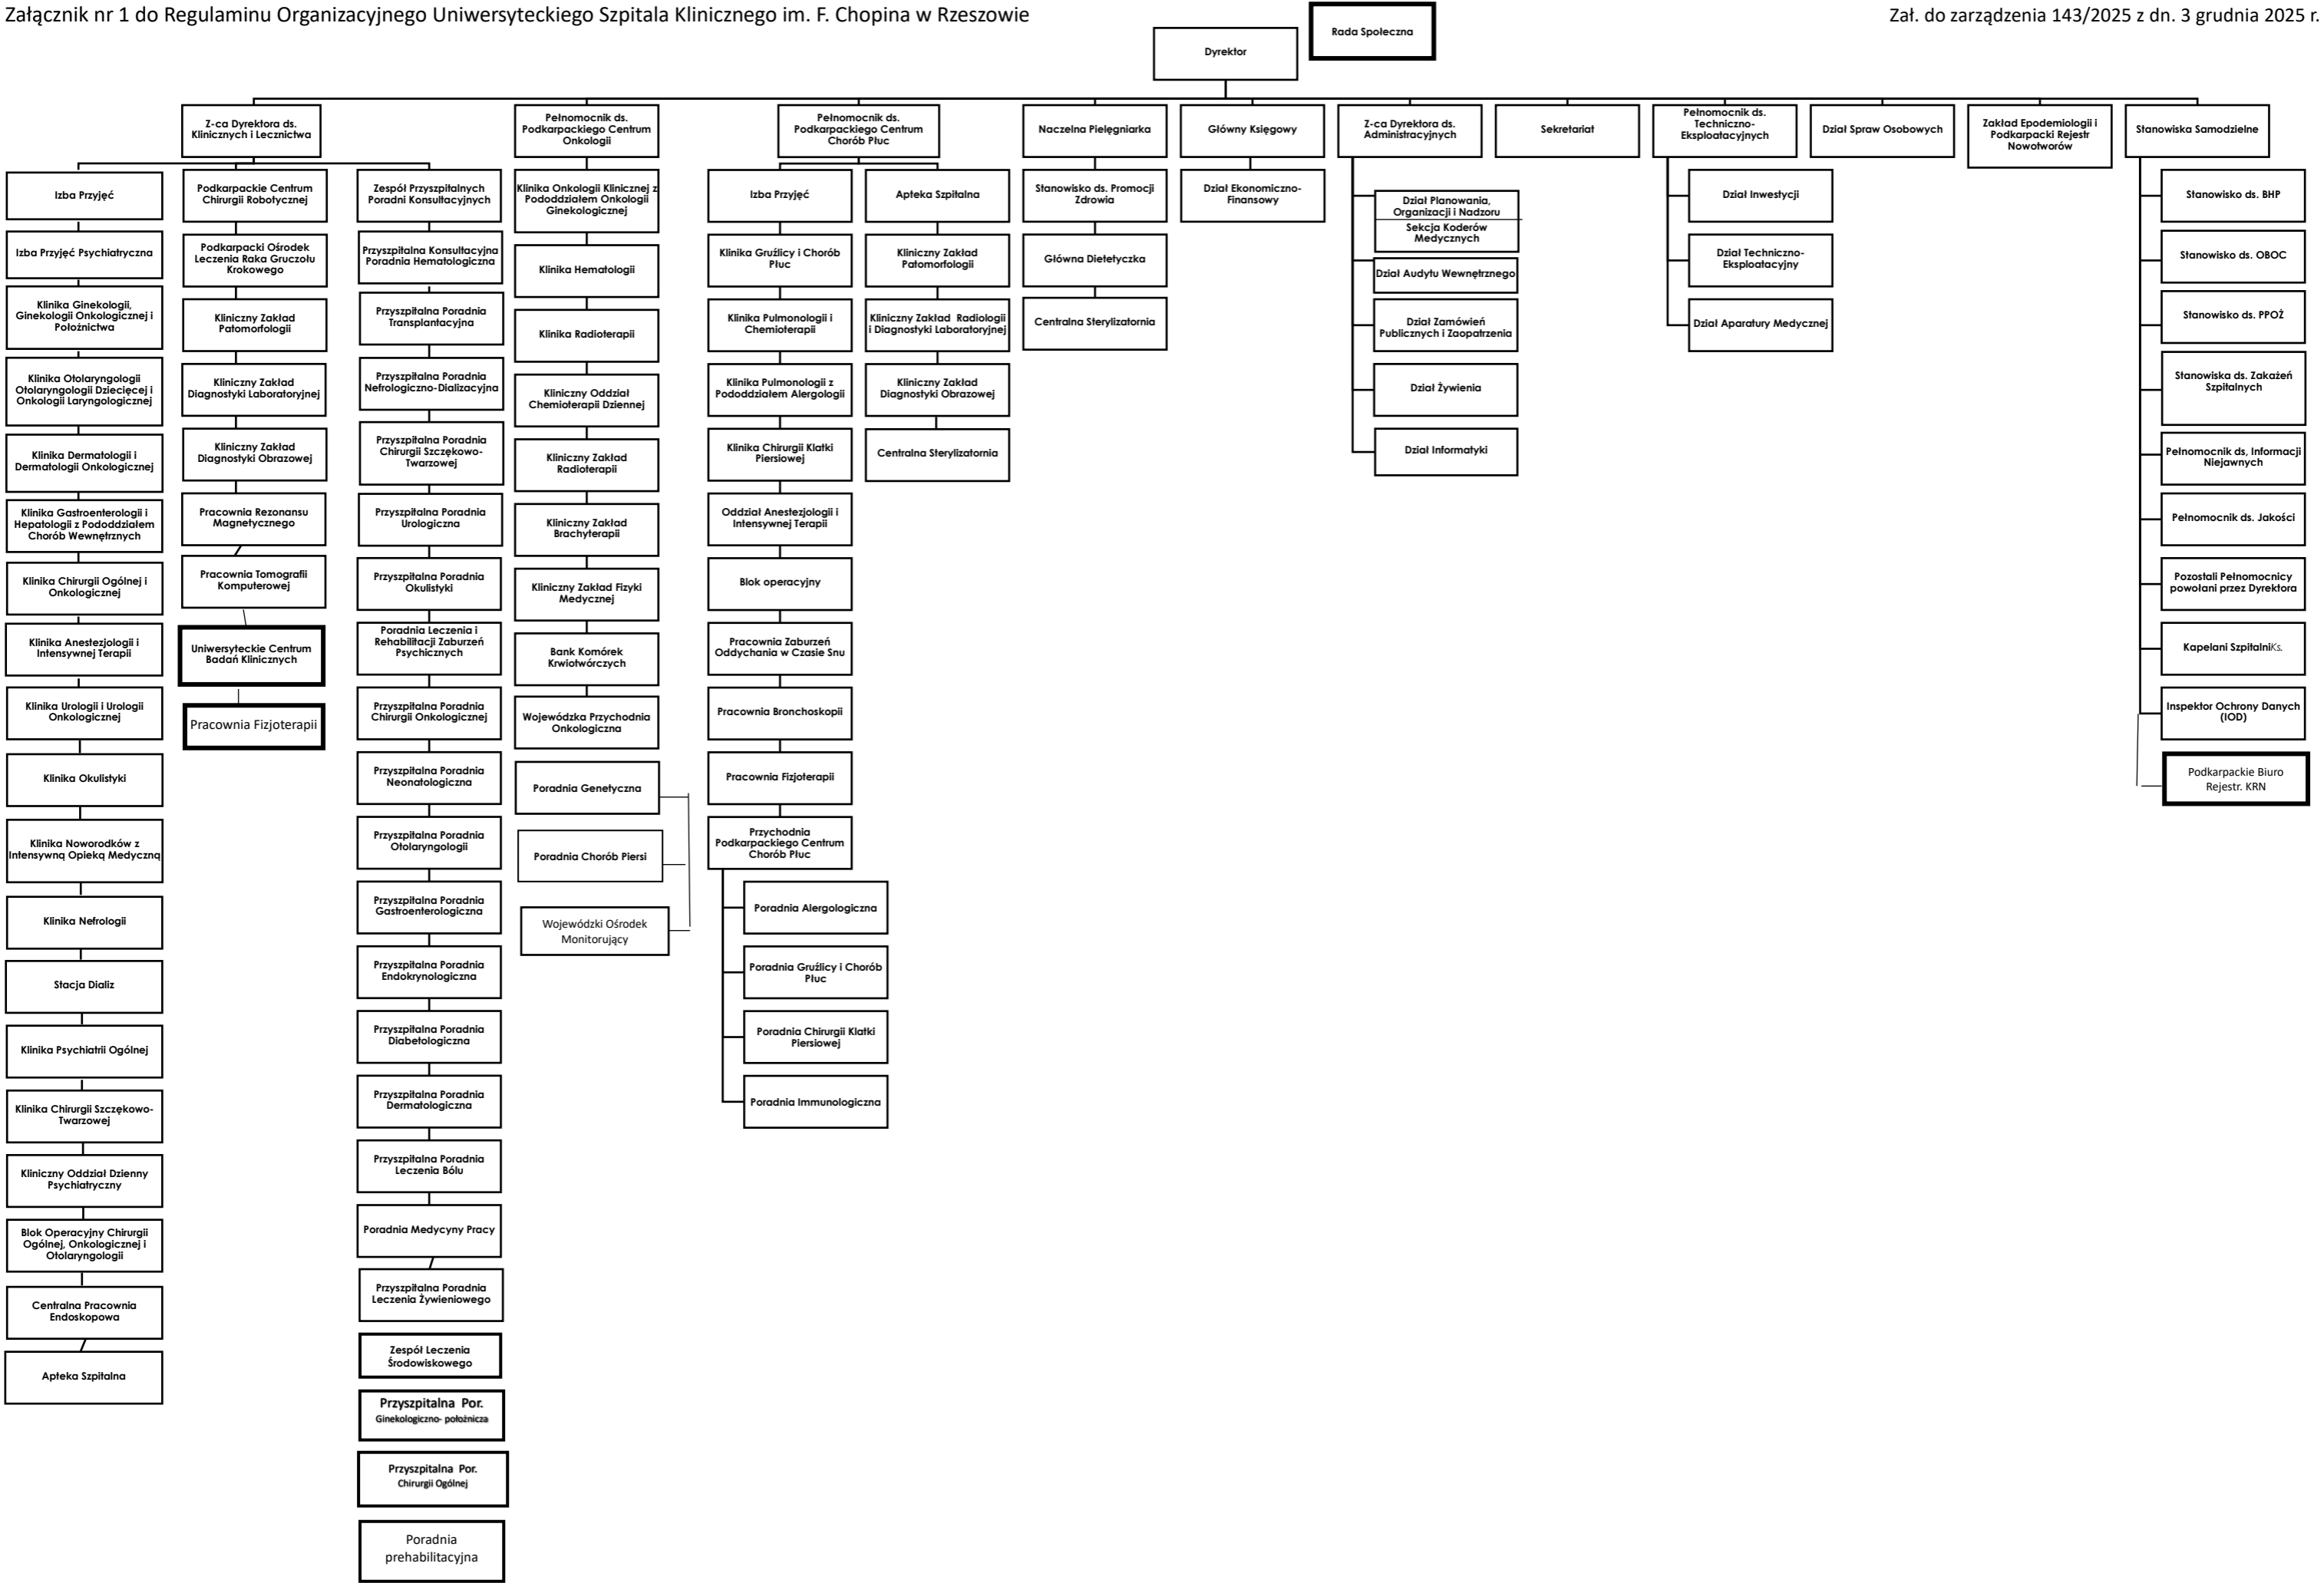 Załącznik nr 1 do Regulaminu Organizacyjnego Uniwersyteckiego Szpitala Klinicznego im. F. Chopina w Rzeszowie
Zał. do zarządzenia 143/2025 z dn. 3 grudnia 2025 r.
Rada Społeczna
Dyrektor
Z-ca Dyrektora ds.
Klinicznych i Lecznictwa
Pełnomocnik ds.
Podkarpackiego Centrum
Onkologii
Pełnomocnik ds.
Podkarpackiego Centrum
Chorób Płuc
Naczelna Pielęgniarka
Główny Księgowy
Z-ca Dyrektora ds.
Administracyjnych
Sekretariat
Pełnomocnik ds.
Techniczno-
Eksploatacyjnych
Dział Spraw Osobowych
Zakład Epodemiologii i
Podkarpacki Rejestr
Nowotworów
Stanowiska Samodzielne
Izba Przyjęć
Izba Przyjęć Psychiatryczna
Klinika Ginekologii,
Ginekologii Onkologicznej i
Położnictwa
Klinika Otolaryngologii
Otolaryngologii Dziecięcej i
Onkologii Laryngologicznej
Klinika Dermatologii i
Dermatologii Onkologicznej
Klinika Gastroenterologii i
Hepatologii z Pododdziałem
Chorób Wewnętrznych
Klinika Chirurgii Ogólnej i
Onkologicznej
Klinika Anestezjologii i
Intensywnej Terapii
Klinika Urologii i Urologii
Onkologicznej
Klinika Okulistyki
Klinika Noworodków z
Intensywną Opieką Medyczną
Klinika Nefrologii
Stacja Dializ
Klinika Psychiatrii Ogólnej
Klinika Chirurgii Szczękowo-
Twarzowej
Kliniczny Oddział Dzienny
Psychiatryczny
Blok Operacyjny Chirurgii
Ogólnej, Onkologicznej i
Otolaryngologii
Centralna Pracownia
Endoskopowa
Apteka Szpitalna
Podkarpackie Centrum
Chirurgii Robotycznej
Podkarpacki Ośrodek
Leczenia Raka Gruczołu
Krokowego
Kliniczny Zakład
Patomorfologii
Kliniczny Zakład
Diagnostyki Laboratoryjnej
Kliniczny Zakład
Diagnostyki Obrazowej
Pracownia Rezonansu
Magnetycznego
Pracownia Tomografii
Komputerowej
Uniwersyteckie Centrum
Badań Klinicznych
Pracownia Fizjoterapii
Zespół Przyszpitalnych
Poradni Konsultacyjnych
Przyszpitalna Konsultacyjna
Poradnia Hematologiczna
Przyszpitalna Poradnia
Transplantacyjna
Przyszpitalna Poradnia
Nefrologiczno-Dializacyjna
Przyszpitalna Poradnia
Chirurgii Szczękowo-
Twarzowej
Przyszpitalna Poradnia
Urologiczna
Przyszpitalna Poradnia
Okulistyki
Poradnia Leczenia i
Rehabilitacji Zaburzeń
Psychicznych
Przyszpitalna Poradnia
Chirurgii Onkologicznej
Przyszpitalna Poradnia
Neonatologiczna
Przyszpitalna Poradnia
Otolaryngologii
Przyszpitalna Poradnia
Gastroenterologiczna
Przyszpitalna Poradnia
Endokrynologiczna
Przyszpitalna Poradnia
Diabetologiczna
Przyszpitalna Poradnia
Dermatologiczna
Przyszpitalna Poradnia
Leczenia Bólu
Poradnia Medycyny Pracy
Przyszpitalna Poradnia
Leczenia Żywieniowego
Zespół Leczenia
Środowiskowego
Przyszpitalna Por.
Ginekologiczno- położnicza
Przyszpitalna Por.
Chirurgii Ogólnej
Poradnia
prehabilitacyjna
Klinika Onkologii Klinicznej z
Pododdziałem Onkologii
Ginekologicznej
Klinika Hematologii
Klinika Radioterapii
Kliniczny Oddział
Chemioterapii Dziennej
Kliniczny Zakład
Radioterapii
Kliniczny Zakład
Brachyterapii
Kliniczny Zakład Fizyki
Medycznej
Bank Komórek
Krwiotwórczych
Wojewódzka Przychodnia
Onkologiczna
Poradnia Genetyczna
Poradnia Chorób Piersi
Wojewódzki Ośrodek
Monitorujący
Izba Przyjęć
Klinika Gruźlicy i Chorób
Płuc
Klinika Pulmonologii i
Chemioterapii
Klinika Pulmonologii z
Pododdziałem Alergologii
Klinika Chirurgii Klatki
Piersiowej
Oddział Anestezjologii i
Intensywnej Terapii
Blok operacyjny
Pracownia Zaburzeń
Oddychania w Czasie Snu
Pracownia Bronchoskopii
Pracownia Fizjoterapii
Przychodnia
Podkarpackiego Centrum
Chorób Płuc
Poradnia Alergologiczna
Poradnia Gruźlicy i Chorób
Płuc
Poradnia Chirurgii Klatki
Piersiowej
Poradnia Immunologiczna
Apteka Szpitalna
Kliniczny Zakład
Patomorfologii
Kliniczny Zakład  Radiologii
i Diagnostyki Laboratoryjnej
Kliniczny Zakład
Diagnostyki Obrazowej
Centralna Sterylizatornia
Stanowisko ds. Promocji
Zdrowia
Główna Dietetyczka
Centralna Sterylizatornia
Dział Ekonomiczno-
Finansowy
Dział Planowania,
Organizacji i Nadzoru
Sekcja Koderów
Medycznych
Dział Audytu Wewnętrznego
Dział Zamówień
Publicznych i Zaopatrzenia
Dział Żywienia
Dział Informatyki
Dział Inwestycji
Dział Techniczno-
Eksploatacyjny
Dział Aparatury Medycznej
Stanowisko ds. BHP
Stanowisko ds. OBOC
Stanowisko ds. PPOŻ
Stanowiska ds. Zakażeń
Szpitalnych
Pełnomocnik ds, Informacji
Niejawnych
Pełnomocnik ds. Jakości
Pozostali Pełnomocnicy
powołani przez Dyrektora
Kapelani SzpitalniKs.
Inspektor Ochrony Danych
(IOD)
Podkarpackie Biuro
Rejestr. KRN